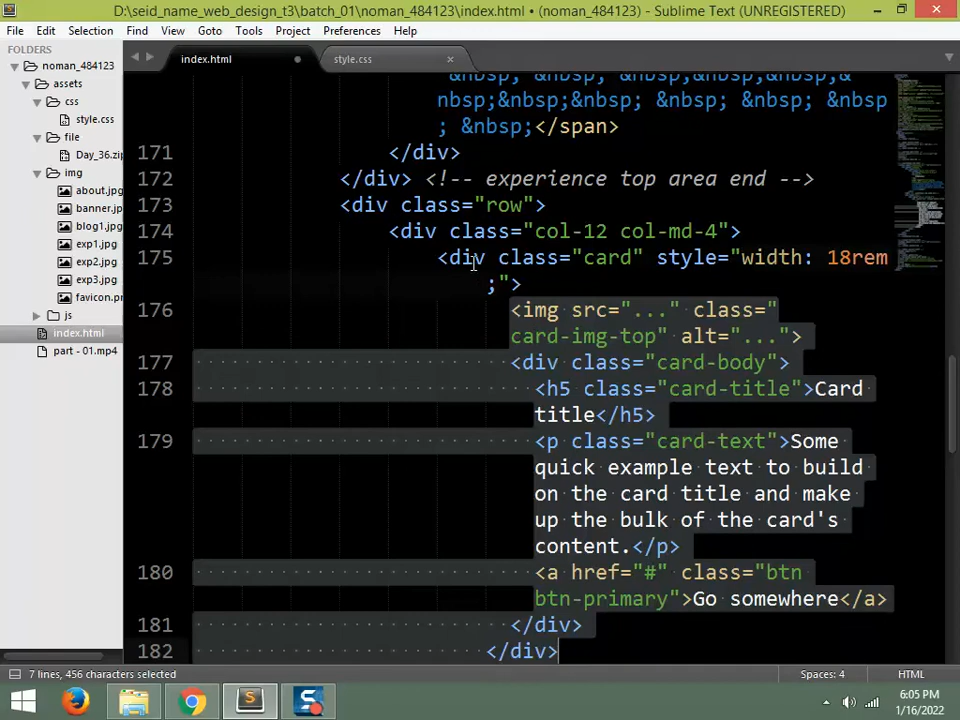 D:\seid_name_web_design_t3\batch_01\noman_484123\index.html • (noman_484123) - Sublime Text (UNREGISTERED)
File Edit Selection Find View Goto Tools Project Preferences Help
FOLDERS
noman_484123
assets
css
style.css
file
Day_36.zip
img
about.jpg
banner.jp
blog1.jpg
exp1.jpg
exp2.jpg
exp3.jpg
favicon.pr
js
index.html
part - 01.mp4
index.html
style.css
&nbsp; &nbsp; &nbsp;&nbsp;&nbsp;&
nbsp;&nbsp;&nbsp; &nbsp; &nbsp
; &nbsp;</span>
171 </div>
172 </div> <!-- experience top area end -->
173 <div class="row">
174 <div class="col-12 col-md-4">
175 <div class="card" style="width: 18rem
;">
176 <img src="..." class="
card-img-top" alt="...">
177 <div class="card-body">
178 <h5 class="card-title">Card
title</h5>
179 <p class="card-text">Some
quick example text to build
on the card title and make
up the bulk of the card's
content.</p>
180 <a href="#" class="btn
btn-primary">Go somewhere</a>
181 </div>
182 </div>
7 lines, 456 characters selected
Spaces: 4
HTML
6:05 PM
1/16/2022